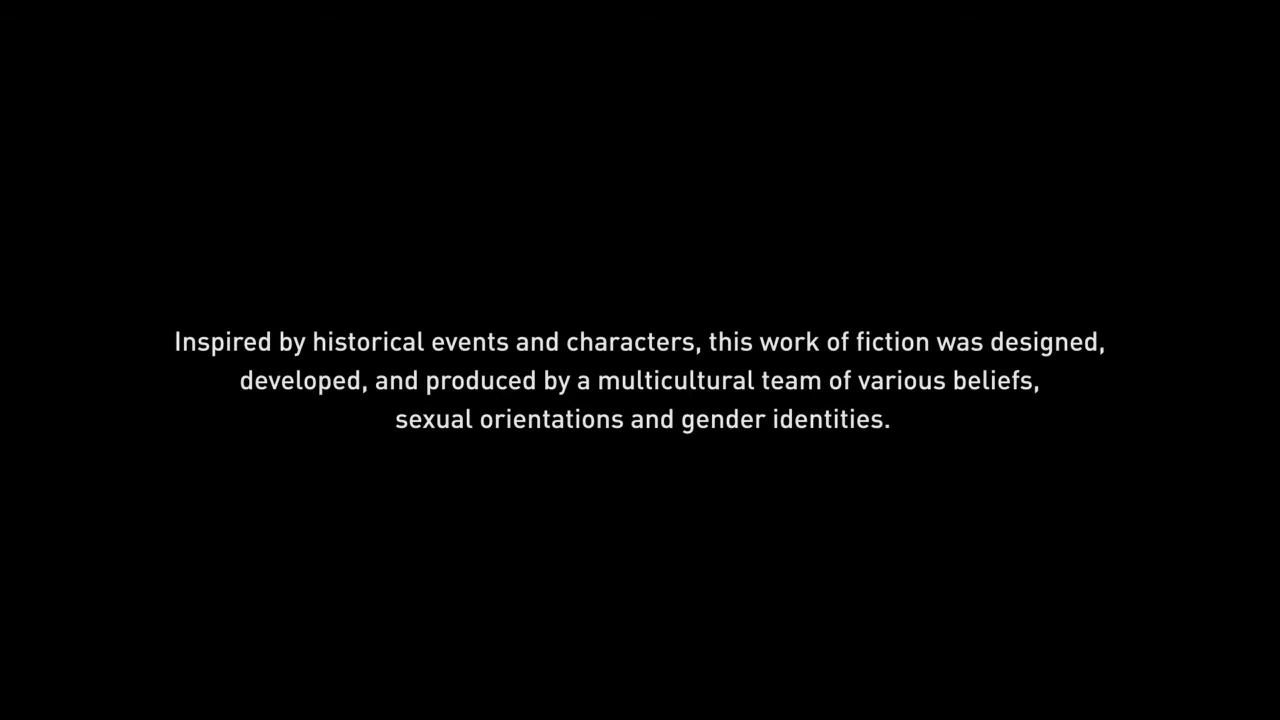 Inspired by historical events and characters, this work of fiction was designed,
developed, and produced by a multicultural team of various beliefs,
sexual orientations and gender identities.